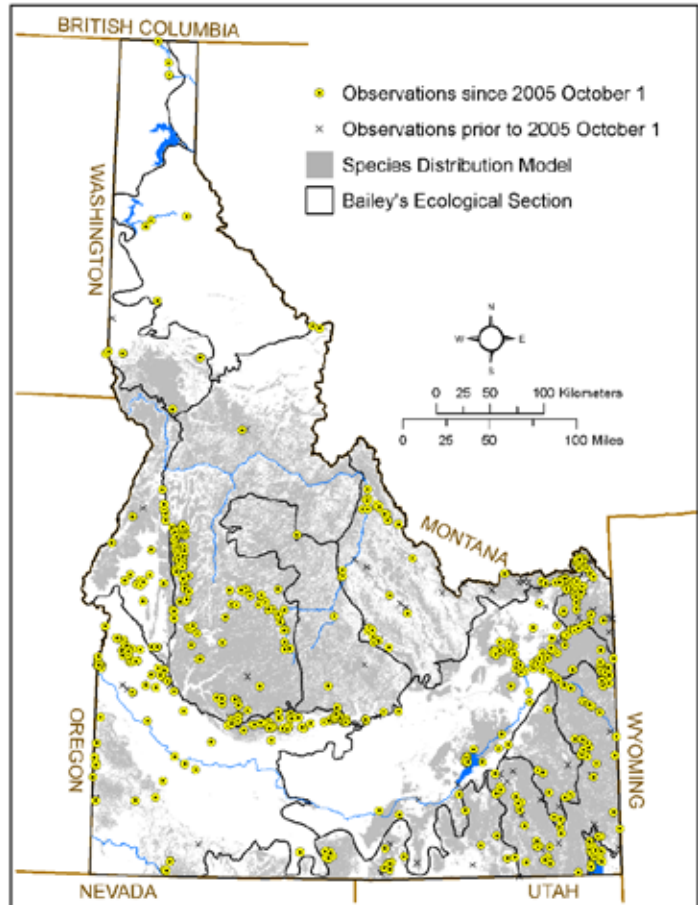 BRITISH COLUMBIA
Observations since 2005 October 1
Observations prior to 2005 October 1
Species Distribution Model
Bailey's Ecological Section
WASHINGTON
N
W E
S
0 25 50 100 Kilometers
0 25 50 100 Miles
MONTANA
OREGON
WYOMING
NEVADA
UTAH